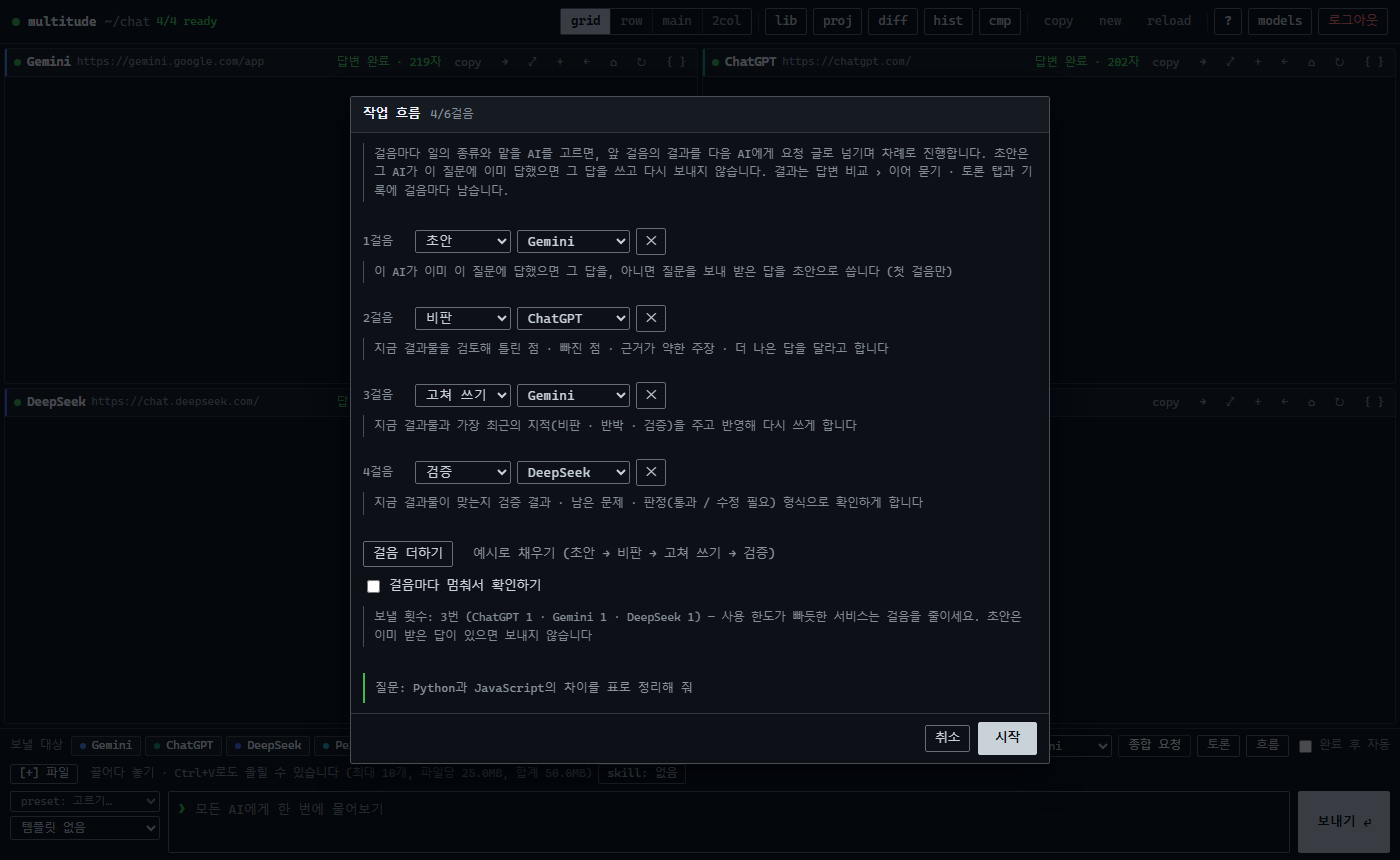 multitude ~/chat 4/4 ready
grid row main 2col lib proj diff hist cmp copy new reload ? models 로그아웃
Gemini https://gemini.google.com/app 답변 완료 · 219자 copy → ⤢ + ← ⌂ ↻ { }
ChatGPT https://chatgpt.com/ 답변 완료 · 202자 copy → ⤢ + ← ⌂ ↻ { }
작업 흐름 4/6걸음
걸음마다 일의 종류와 맡을 AI를 고르면, 앞 걸음의 결과를 다음 AI에게 요청 글로 넘기며 차례로 진행합니다. 초안은
그 AI가 이 질문에 이미 답했으면 그 답을 쓰고 다시 보내지 않습니다. 결과는 답변 비교 › 이어 묻기 · 토론 탭과 기
록에 걸음마다 남습니다.
1걸음 초안 Gemini ×
이 AI가 이미 이 질문에 답했으면 그 답을, 아니면 질문을 보내 받은 답을 초안으로 씁니다 (첫 걸음만)
2걸음 비판 ChatGPT ×
지금 결과물을 검토해 틀린 점 · 빠진 점 · 근거가 약한 주장 · 더 나은 답을 달라고 합니다
DeepSeek https://chat.deepseek.com/ 답
copy → ⤢ + ← ⌂ ↻ { }
3걸음 고쳐 쓰기 Gemini ×
지금 결과물과 가장 최근의 지적(비판 · 반박 · 검증)을 주고 반영해 다시 쓰게 합니다
4걸음 검증 DeepSeek ×
지금 결과물이 맞는지 검증 결과 · 남은 문제 · 판정(통과 / 수정 필요) 형식으로 확인하게 합니다
걸음 더하기 예시로 채우기 (초안 → 비판 → 고쳐 쓰기 → 검증)
걸음마다 멈춰서 확인하기
보낼 횟수: 3번 (ChatGPT 1 · Gemini 1 · DeepSeek 1) — 사용 한도가 빠듯한 서비스는 걸음을 줄이세요. 초안은
이미 받은 답이 있으면 보내지 않습니다
질문: Python과 JavaScript의 차이를 표로 정리해 줘
취소 시작
보낼 대상 Gemini ChatGPT DeepSeek Pe
ni 종합 요청 토론 흐름 완료 후 자동
[+] 파일 끌어다 놓기 · Ctrl+V로도 올릴 수 있습니다 (최대 10개, 파일당 25.0MB, 합계 50.0MB) skill: 없음
preset: 고르기…
템플릿 없음
❯ 모든 AI에게 한 번에 물어보기
보내기 ⏎